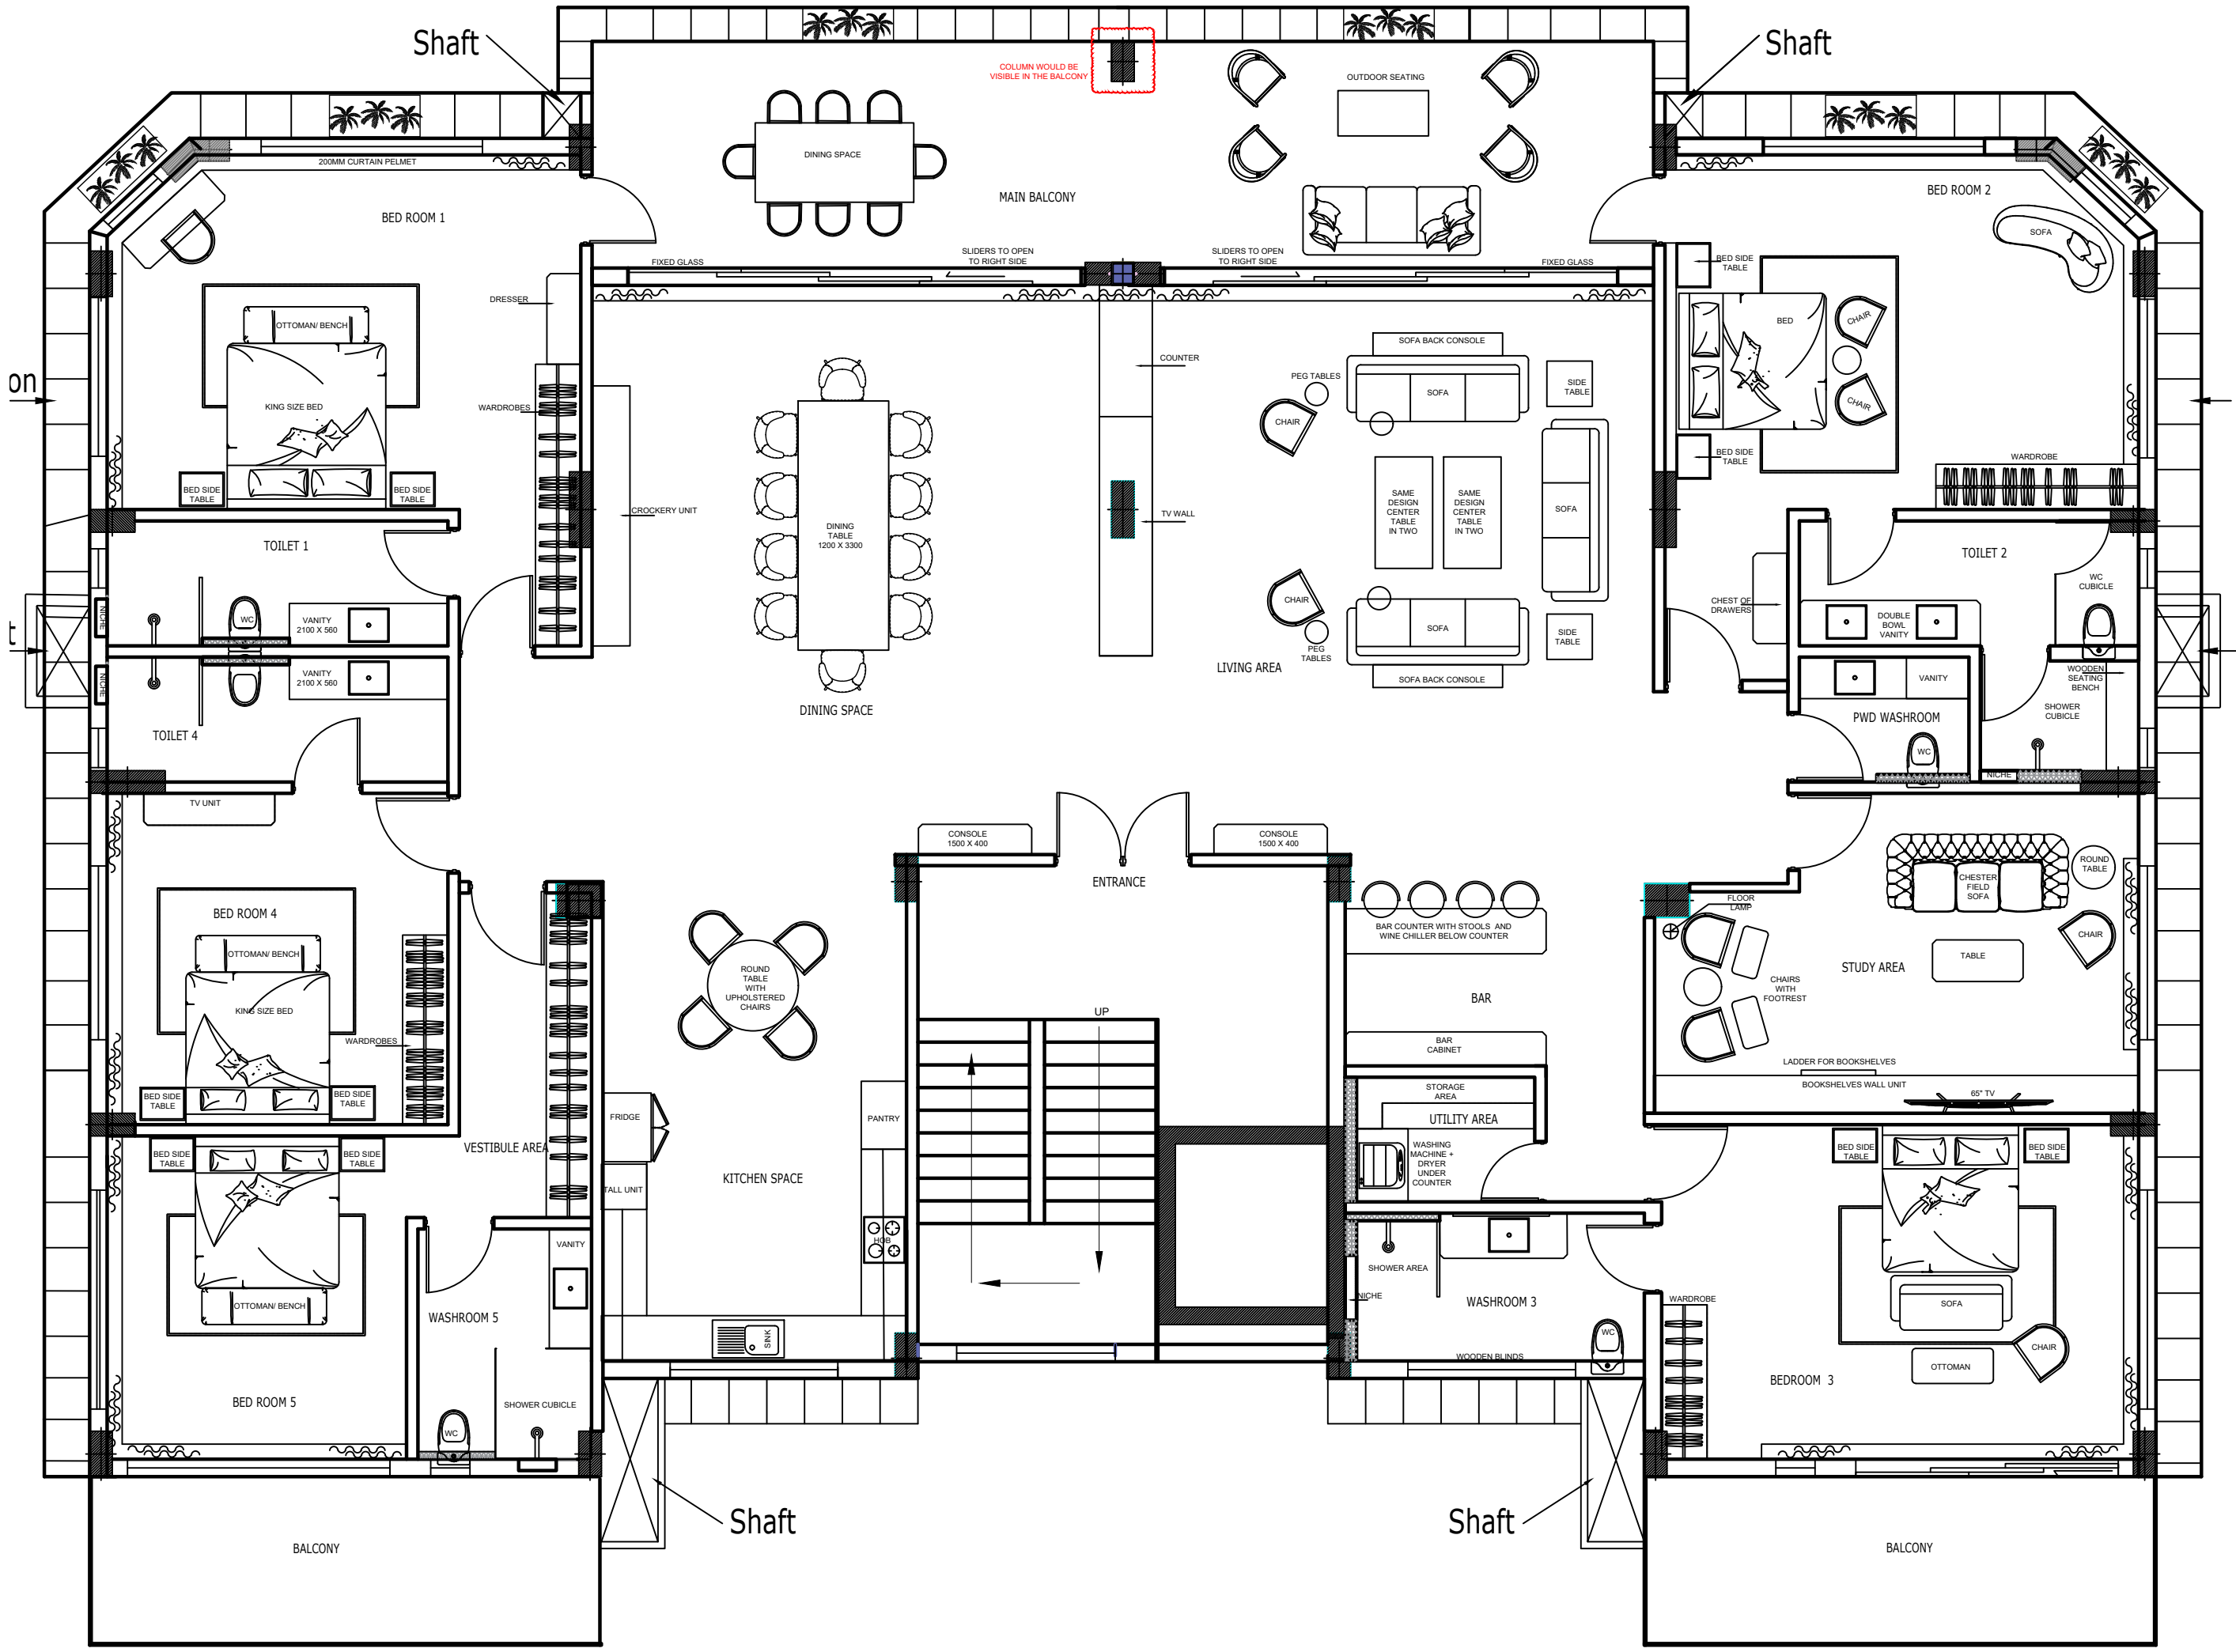 Shaft
Shaft
COLUMN WOULD BE
VISIBLE IN THE BALCONY
OUTDOOR SEATING
DINING SPACE
MAIN BALCONY
200MM CURTAIN PELMET
BED ROOM 1
BED ROOM 2
SOFA
SLIDERS TO OPEN
TO RIGHT SIDE
SLIDERS TO OPEN
TO RIGHT SIDE
FIXED GLASS
FIXED GLASS
BED SIDE
TABLE
DRESSER
OTTOMAN/ BENCH
BED
CHAIR
CHAIR
SOFA BACK CONSOLE
COUNTER
on
PEG TABLES
SOFA
SIDE
TABLE
KING SIZE BED
WARDROBES
CHAIR
BED SIDE
TABLE
WARDROBE
BED SIDE
TABLE
BED SIDE
TABLE
CROCKERY UNIT
TV WALL
DINING
TABLE
1200 X 3300
SAME
DESIGN
CENTER
TABLE
IN TWO
SAME
DESIGN
CENTER
TABLE
IN TWO
SOFA
TOILET 1
TOILET 2
WC
CUBICLE
CHEST OF
DRAWERS
CHAIR
NICHE
WC
VANITY
2100 X 560
DOUBLE
BOWL
VANITY
SOFA
SIDE
TABLE
t
PEG
TABLES
LIVING AREA
SOFA BACK CONSOLE
NICHE
VANITY
2100 X 560
VANITY
WOODEN
SEATING
BENCH
SHOWER
CUBICLE
DINING SPACE
PWD WASHROOM
TOILET 4
WC
NICHE
TV UNIT
CONSOLE
1500 X 400
CONSOLE
1500 X 400
ENTRANCE
ROUND
TABLE
CHESTER
FIELD
SOFA
FLOOR
LAMP
BED ROOM 4
BAR COUNTER WITH STOOLS AND
WINE CHILLER BELOW COUNTER
CHAIR
OTTOMAN/ BENCH
TABLE
STUDY AREA
ROUND
TABLE
WITH
UPHOLSTERED
CHAIRS
CHAIRS
WITH
FOOTREST
BAR
KING SIZE BED
UP
WARDROBES
BAR
CABINET
LADDER FOR BOOKSHELVES
BOOKSHELVES WALL UNIT
65" TV
STORAGE
AREA
BED SIDE
TABLE
BED SIDE
TABLE
FRIDGE
PANTRY
UTILITY AREA
VESTIBULE AREA
WASHING
MACHINE +
DRYER
UNDER
COUNTER
BED SIDE
TABLE
BED SIDE
TABLE
BED SIDE
TABLE
BED SIDE
TABLE
KITCHEN SPACE
TALL UNIT
HOB
VANITY
SHOWER AREA
NICHE
WASHROOM 3
WARDROBE
SOFA
OTTOMAN/ BENCH
WASHROOM 5
SINK
WC
CHAIR
WOODEN BLINDS
OTTOMAN
BEDROOM 3
BED ROOM 5
SHOWER CUBICLE
WC
Shaft
Shaft
BALCONY
BALCONY